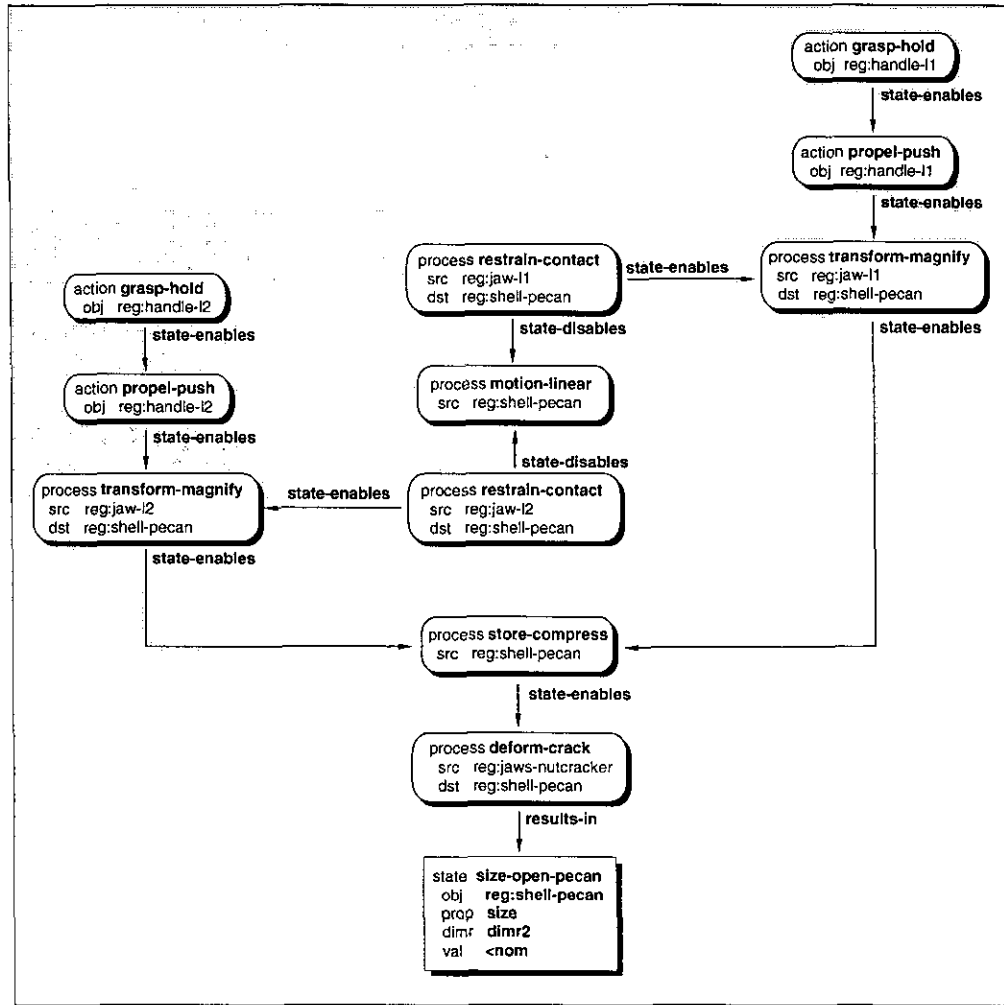 action grasp-hold
obj reg:handle-l1
state-enables
action propel-push
obj reg:handle-l1
state-enables
process restrain-contact
src reg:jaw-l1
dst reg:shell-pecan
state-enables
process transform-magnify
src reg:jaw-l1
dst reg:shell-pecan
state-enables
action grasp-hold
obj reg:handle-l2
state-enables
state-disables
action propel-push
obj reg:handle-l2
state-enables
process motion-linear
src reg:shell-pecan
state-disables
process transform-magnify
src reg:jaw-l2
dst reg:shell-pecan
state-enables
state-enables
process restrain-contact
src reg:jaw-l2
dst reg:shell-pecan
process store-compress
src reg:shell-pecan
state-enables
process deform-crack
src reg:jaws-nutcracker
dst reg:shell-pecan
results-in
state size-open-pecan
obj reg:shell-pecan
prop size
dimr dimr2
val <nom